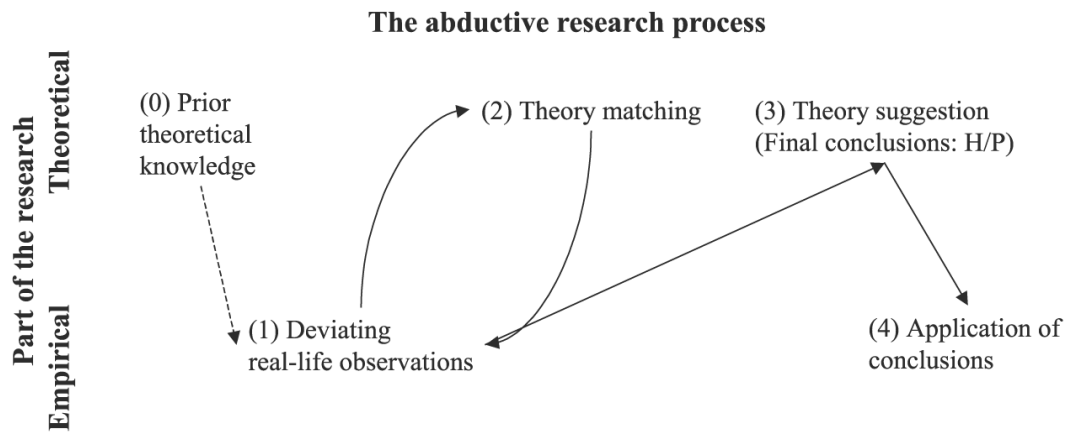 The abductive research process
Part of the research
Theoretical
Empirical
(0) Prior
theoretical
knowledge
(1) Deviating
real-life observations
(2) Theory matching
(3) Theory suggestion
(Final conclusions: H/P)
(4) Application of
conclusions